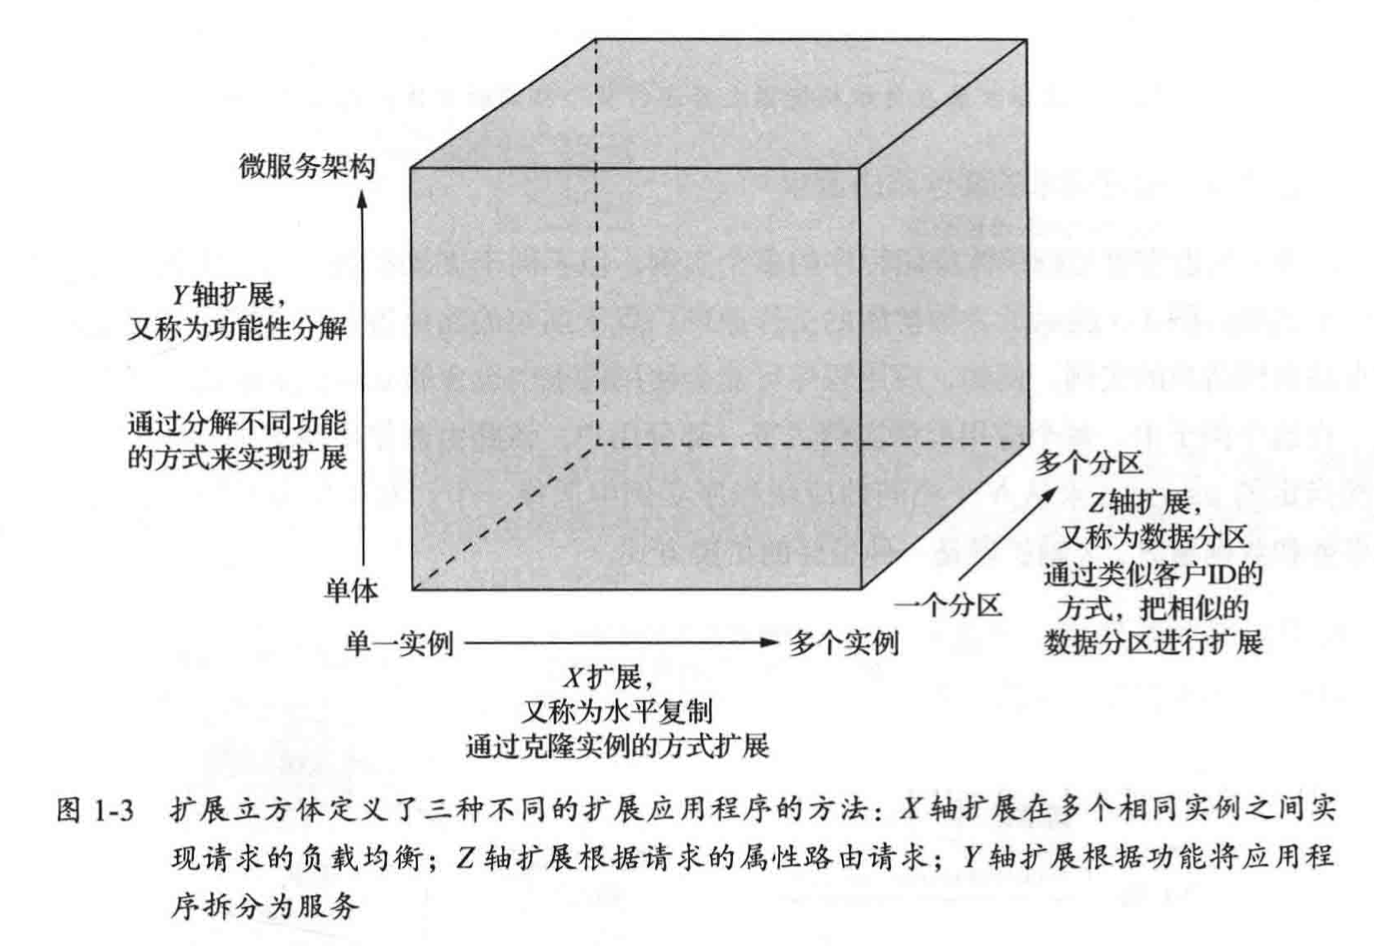 微服务架构
Y轴扩展，
又称为功能性分解
通过分解不同功能
的方式来实现扩展
单体
单一实例
多个实例
X扩展，
又称为水平复制
通过克隆实例的方式扩展
一个分区
多个分区
Z轴扩展，
又称为数据分区
通过类似客户ID的
方式，把相似的
数据分区进行扩展
图 1-3 扩展立方体定义了三种不同的扩展应用程序的方法：X轴扩展在多个相同实例之间实
现请求的负载均衡；Z轴扩展根据请求的属性路由请求；Y轴扩展根据功能将应用程
序拆分为服务